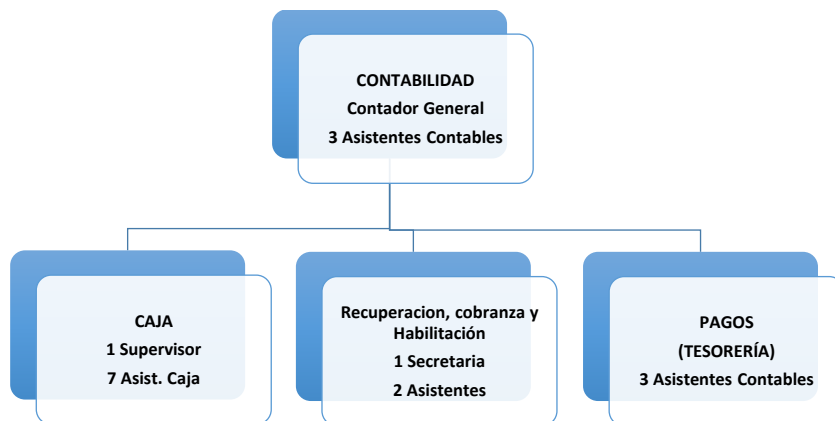 CONTABILIDAD
Contador General
3 Asistentes Contables
CAJA
1 Supervisor
7 Asist. Caja
Recuperacion, cobranza y
Habilitación
1 Secretaria
2 Asistentes
PAGOS
(TESORERÍA)
3 Asistentes Contables